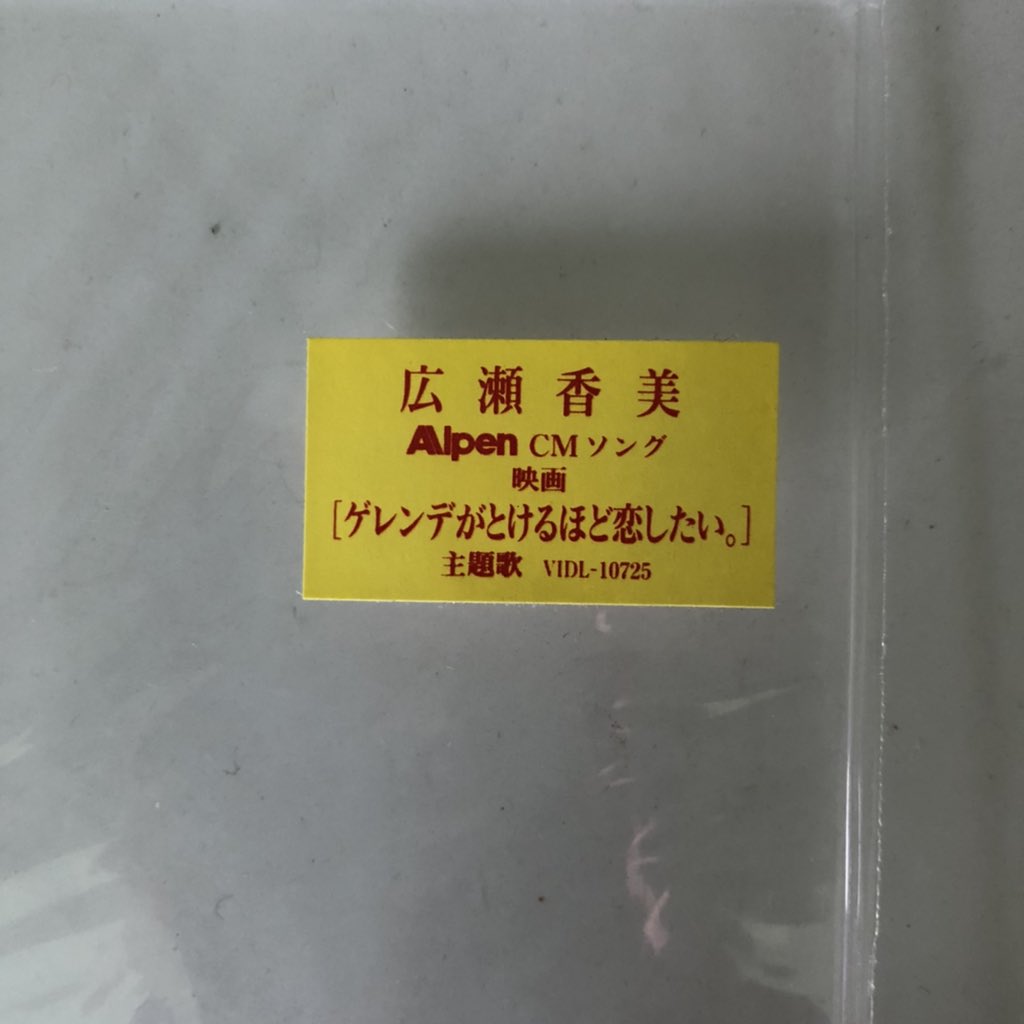 広瀬香美
Alpen CMソング
映画
[ゲレンデがとけるほど恋したい。]
主題歌 VIDL-10725